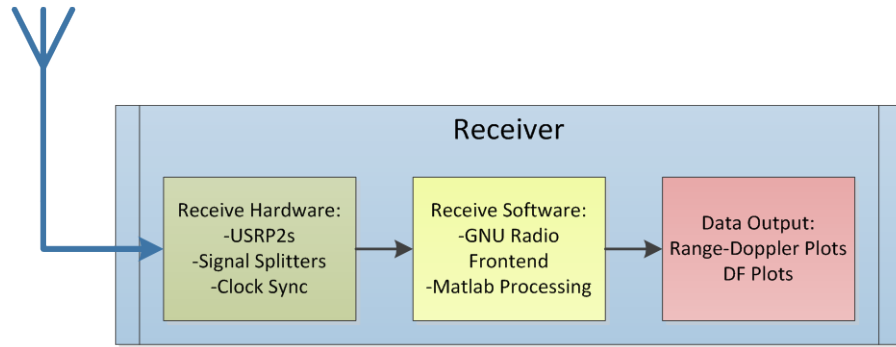 Receiver
Receive Hardware:
-USRP2s
-Signal Splitters
-Clock Sync
Receive Software:
-GNU Radio
Frontend
-Matlab Processing
Data Output:
Range-Doppler Plots
DF Plots